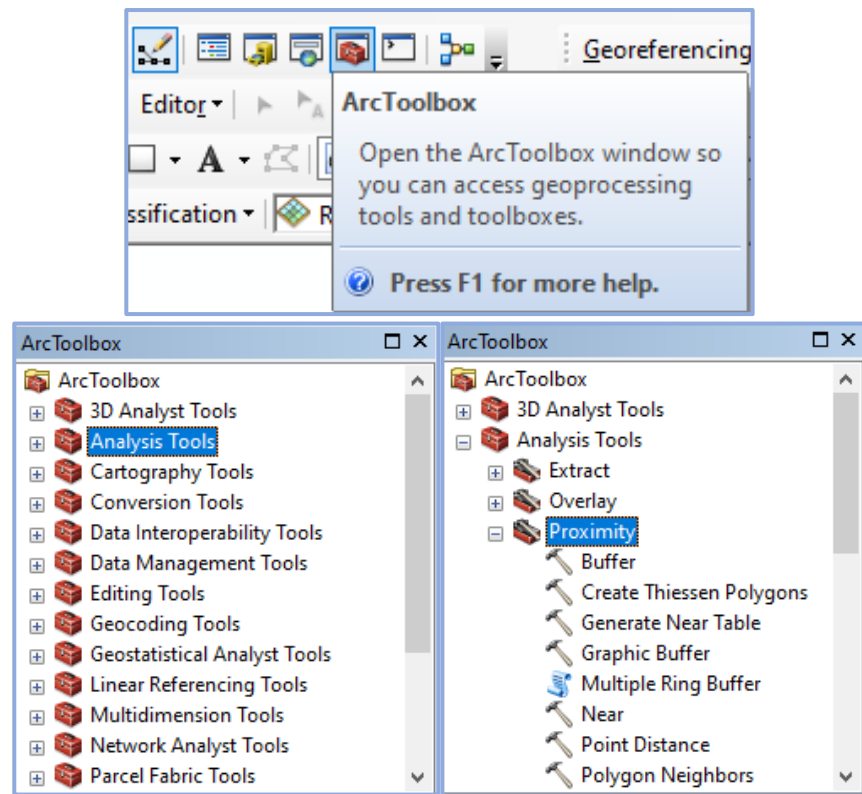 Georeferencing
Editor
ArcToolbox
Open the ArcToolbox window so
you can access geoprocessing
tools and toolboxes.
Press F1 for more help.
A
ssification
R
ArcToolbox
ArcToolbox
3D Analyst Tools
Analysis Tools
Cartography Tools
Conversion Tools
Data Interoperability Tools
Data Management Tools
Editing Tools
Geocoding Tools
Geostatistical Analyst Tools
Linear Referencing Tools
Multidimension Tools
Network Analyst Tools
Parcel Fabric Tools
ArcToolbox
ArcToolbox
3D Analyst Tools
Analysis Tools
Extract
Overlay
Proximity
Buffer
Create Thiessen Polygons
Generate Near Table
Graphic Buffer
Multiple Ring Buffer
Near
Point Distance
Polygon Neighbors